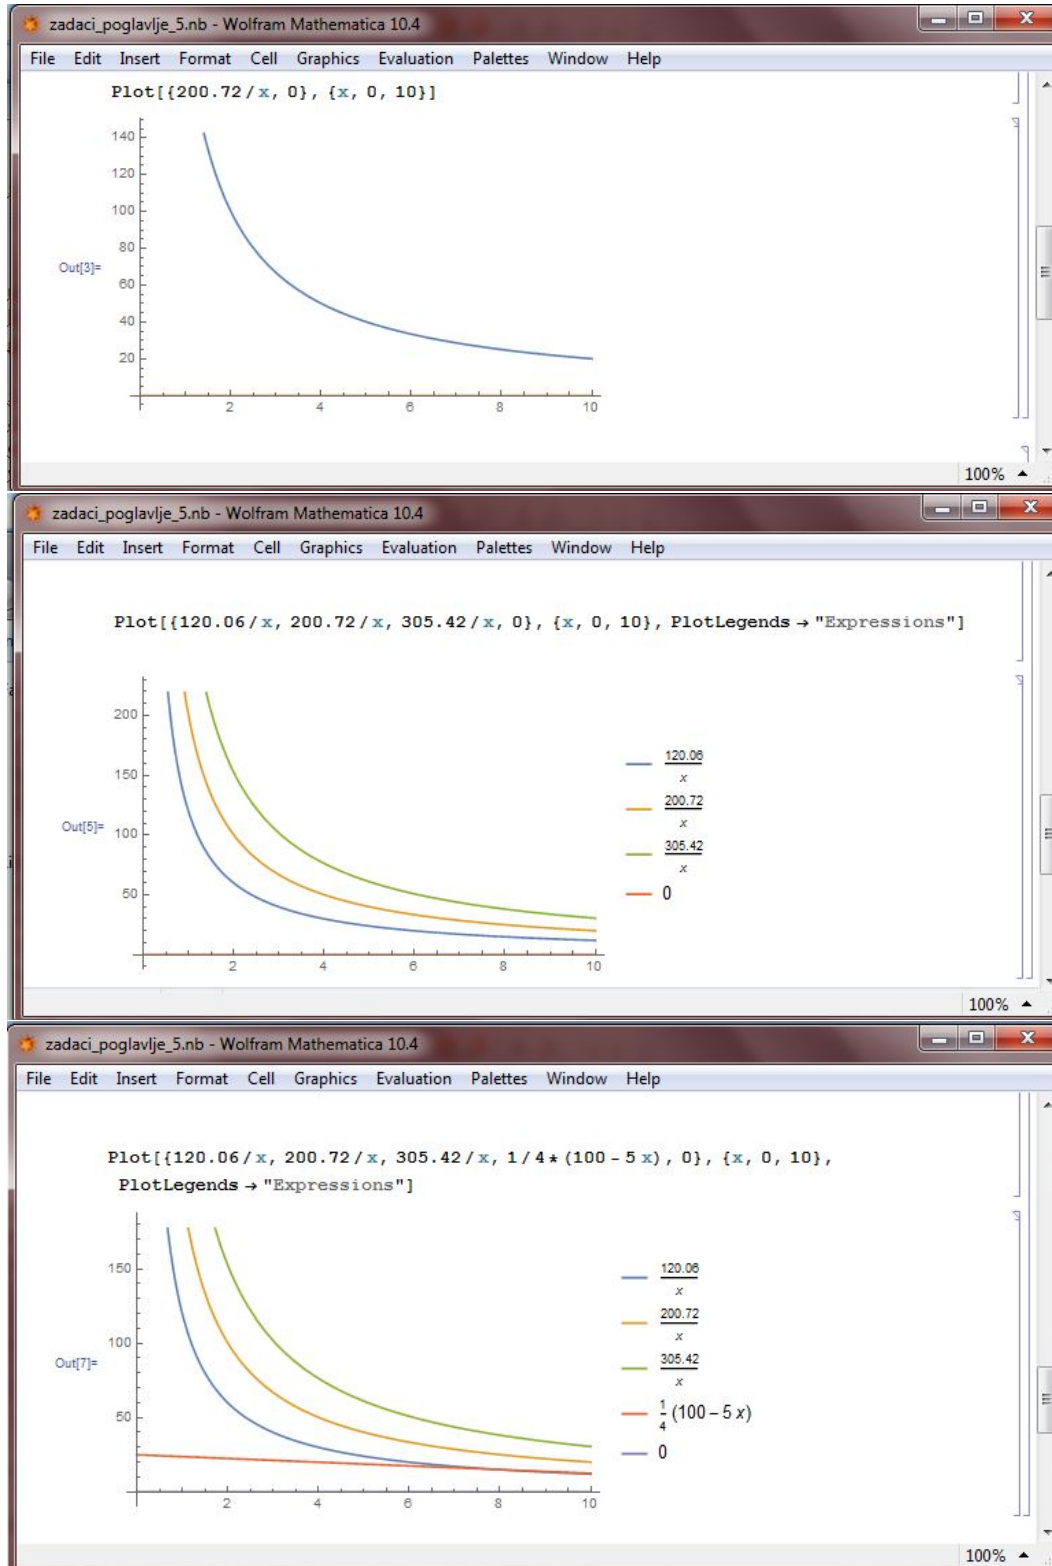 zadaci_poglavlje_5.nb - Wolfram Mathematica 10.4
File Edit Insert Format Cell Graphics Evaluation Palettes Window Help
Plot[{200.72/x, 0}, {x, 0, 10}]
140
120
100
80
Out[3]=
60
40
20
2 4 6 8 10
100%
zadaci_poglavlje_5.nb - Wolfram Mathematica 10.4
File Edit Insert Format Cell Graphics Evaluation Palettes Window Help
Plot[{120.06/x, 200.72/x, 305.42/x, 0}, {x, 0, 10}, PlotLegends → "Expressions"]
200
150
Out[5]= 100
50
2 4 6 8 10
120.06
x
200.72
x
305.42
x
0
100%
zadaci_poglavlje_5.nb - Wolfram Mathematica 10.4
File Edit Insert Format Cell Graphics Evaluation Palettes Window Help
Plot[{120.06/x, 200.72/x, 305.42/x, 1/4*(100-5x), 0}, {x, 0, 10},
PlotLegends → "Expressions"]
150
100
Out[7]=
50
2 4 6 8 10
120.06
x
200.72
x
305.42
x
1/4 (100 – 5 x)
0
100%